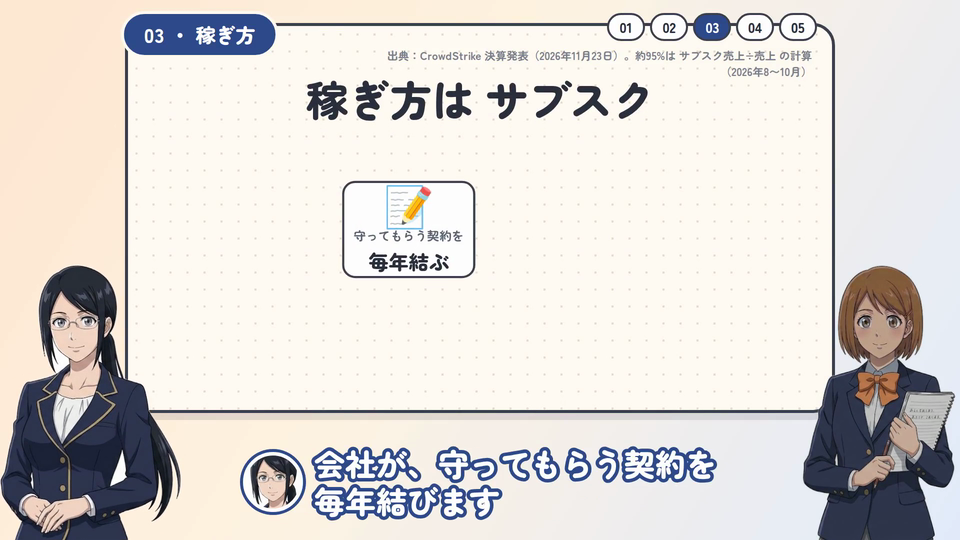 03 ・ 稼ぎ方
01 02 03 04 05
出典：CrowdStrike 決算発表（2026年11月23日）。約95%は サブスク売上÷売上 の計算
（2026年8〜10月）
稼ぎ方は サブスク
守ってもらう契約を
毎年結ぶ
会社が、守ってもらう契約を
毎年結びます